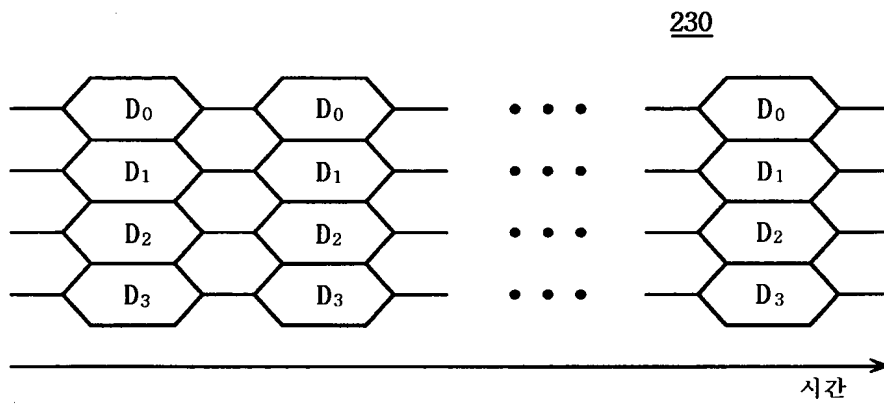 230
D₀ D₀ D₀
D₁ D₁ D₁
D₂ D₂ D₂
D₃ D₃ D₃
시간